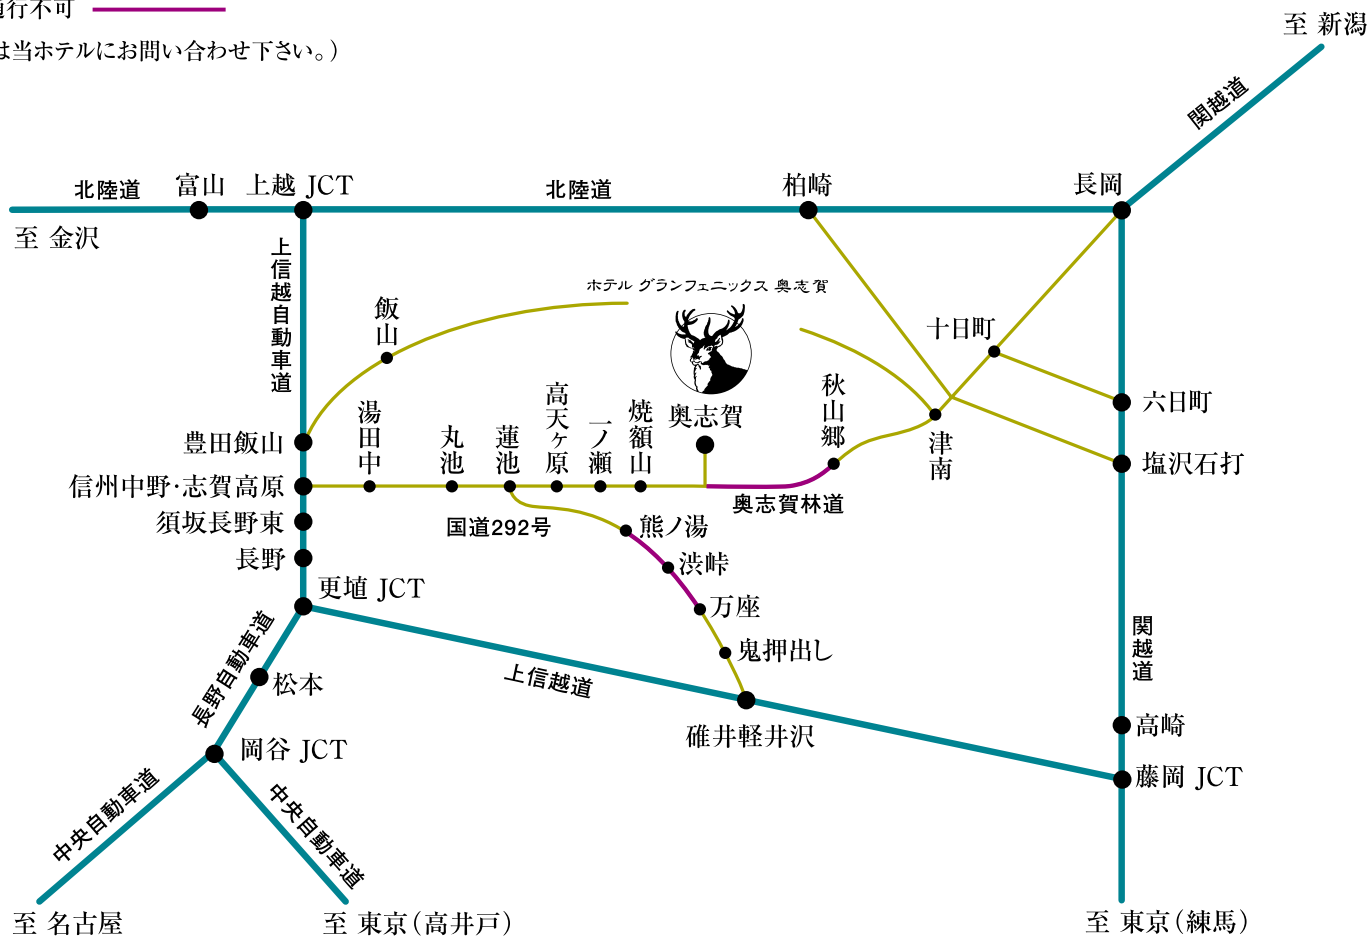 行不可
は当ホテルにお問い合わせ下さい。)
至 新潟
関越道
北陸道
富山
上越 JCT
北陸道
柏崎
長岡
至 金沢
上信越自動車道
ホテル グランフェニックス 奥志賀
飯山
十日町
奥志賀
秋山郷
津南
六日町
塩沢石打
豊田飯山
湯田中
丸池
蓮池
高天ヶ原
一ノ瀬
焼額山
信州中野・志賀高原
奥志賀林道
須坂長野東
国道292号
熊ノ湯
長野
渋峠
更埴 JCT
万座
鬼押出し
関越道
長野自動車道
松本
上信越道
碓井軽井沢
高崎
岡谷 JCT
藤岡 JCT
中央自動車道
中央自動車道
至 名古屋
至 東京(高井戸)
至 東京(練馬)